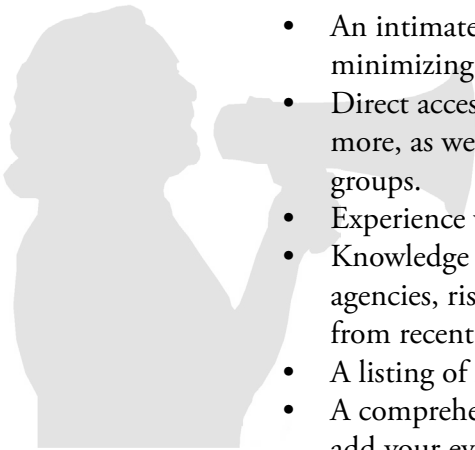 • An intimate
minimizing
• Direct acces
more, as we
groups.
• Experience
• Knowledge
agencies, ris
from recent
• A listing of
• A comprehe
add your ev